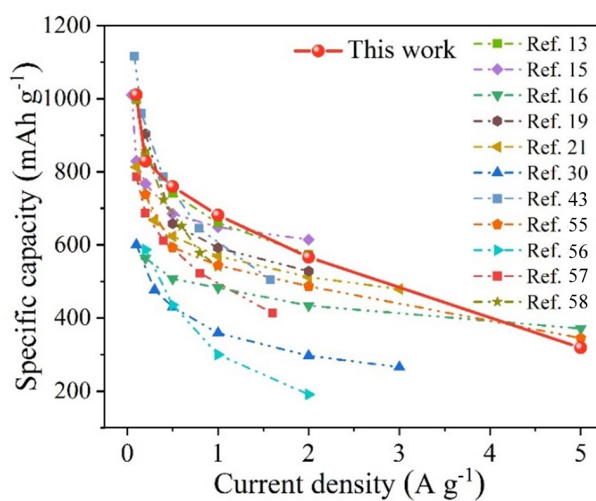 This work
Ref. 13
Ref. 15
Ref. 16
Ref. 19
Ref. 21
Ref. 30
Ref. 43
Ref. 55
Ref. 56
Ref. 57
Ref. 58
Specific capacity (mAh g⁻¹)
1200
1000
800
600
400
200
0 1 2 3 4 5
Current density (A g⁻¹)